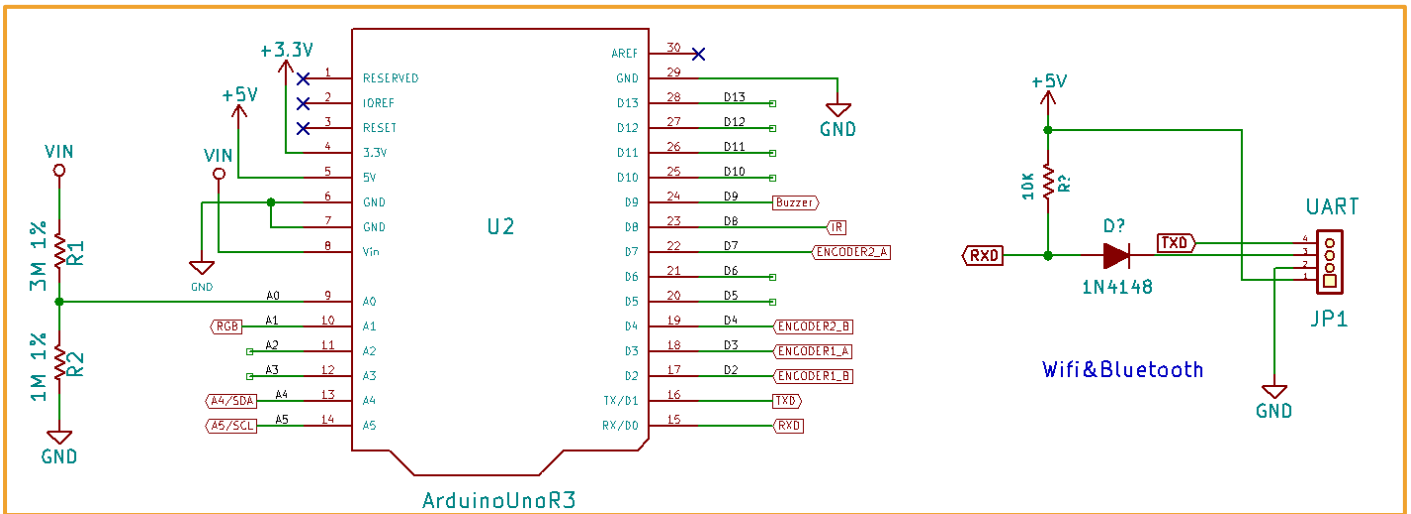 +3.3V
+5V
VIN
VIN
3M 1%
R1
1M 1%
R2
GND
GND
1 RESERVED
2 IOREF
3 RESET
4 3.3V
5 5V
6 GND
7 GND
8 Vin
A0 9 A0
RGB A1 10 A1
A2 11 A2
A3 12 A3
A4/SDA A4 13 A4
A5/SCL A5 14 A5
U2
AREF 30
GND 29
GND
D13 28 D13
D12 27 D12
D11 26 D11
D10 25 D10
D9 24 D9 Buzzer
D8 23 D8 IR
D7 22 D7 ENCODER2_A
D6 21 D6
D5 20 D5
D4 19 D4 ENCODER2_B
D3 18 D3 ENCODER1_A
D2 17 D2 ENCODER1_B
TX/D1 16 TXD
RX/D0 15 RXD
ArduinoUnoR3
+5V
10K
R?
RXD
D?
1N4148
TXD
UART
4
3
2
1
JP1
GND
Wifi&Bluetooth